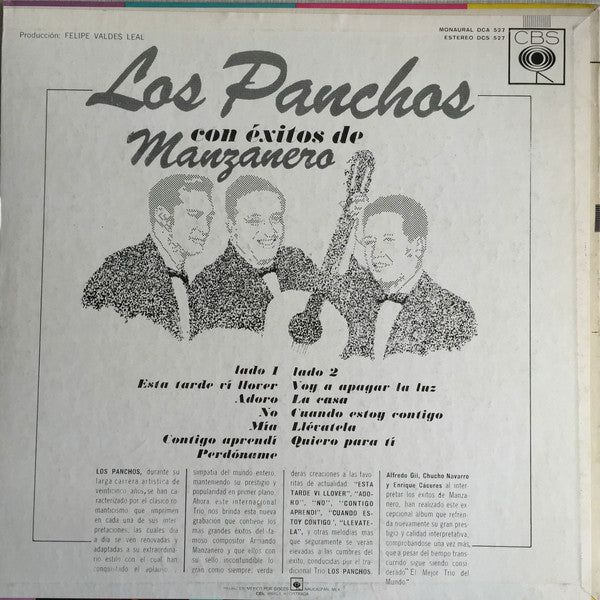 Producción: FELIPE VALDES LEAL
MONAURAL DCA 527
ESTEREO DCS 527
CBS
Los Panchos
con éxitos de
Manzanero
lado 1
Esta tarde ví llover
Adoro
No
Mía
Contigo aprendí
Perdóname
lado 2
Voy a apagar la luz
La casa
Cuando estoy contigo
Llévatela
Quiero para tí
LOS PANCHOS, durante su
larga carrera artística de
veinticinco años, se han ca-
racterizado por el clásico ro-
manticismo que imprimen
en cada una de sus inter-
pretaciones, las cuales día
a día se ven renovadas y
adaptadas a su extraordina-
rio estilo con el cual han
conquistado el aplauso y
simpatía del mundo entero,
manteniendo su prestigio y
popularidad en primer plano.
Ahora, este internacional
Trío nos brinda esta nueva
grabación que contiene los
más grandes éxitos del fa-
moso compositor Armando
Manzanero y que ellos con
su sello inconfundible lo-
gran como siempre, verda-
deras creaciones a las favo-
ritas de actualidad: "ESTA
TARDE VI LLOVER", "ADO-
RO", "NO", "CONTIGO
APRENDI", "CUANDO ES-
TOY CONTIGO", "LLEVATE-
LA", y otras melodías mas
que seguramente se verán
elevadas a las cumbres del
éxito, conducidas por el tra-
dicional Trío LOS PANCHOS.
Alfredo Gil, Chucho Navarro
y Enrique Cáceres al inter-
pretar los exitos de Manza-
nero, han realizado este ex-
cepcional álbum que refren-
da nuevamente su gran presti-
gio y calidad interpretativa,
comprobandose una vez más,
que a pesar del tiempo trans-
currido sigue siendo consi-
derado "El Mejor Trío del
Mundo"